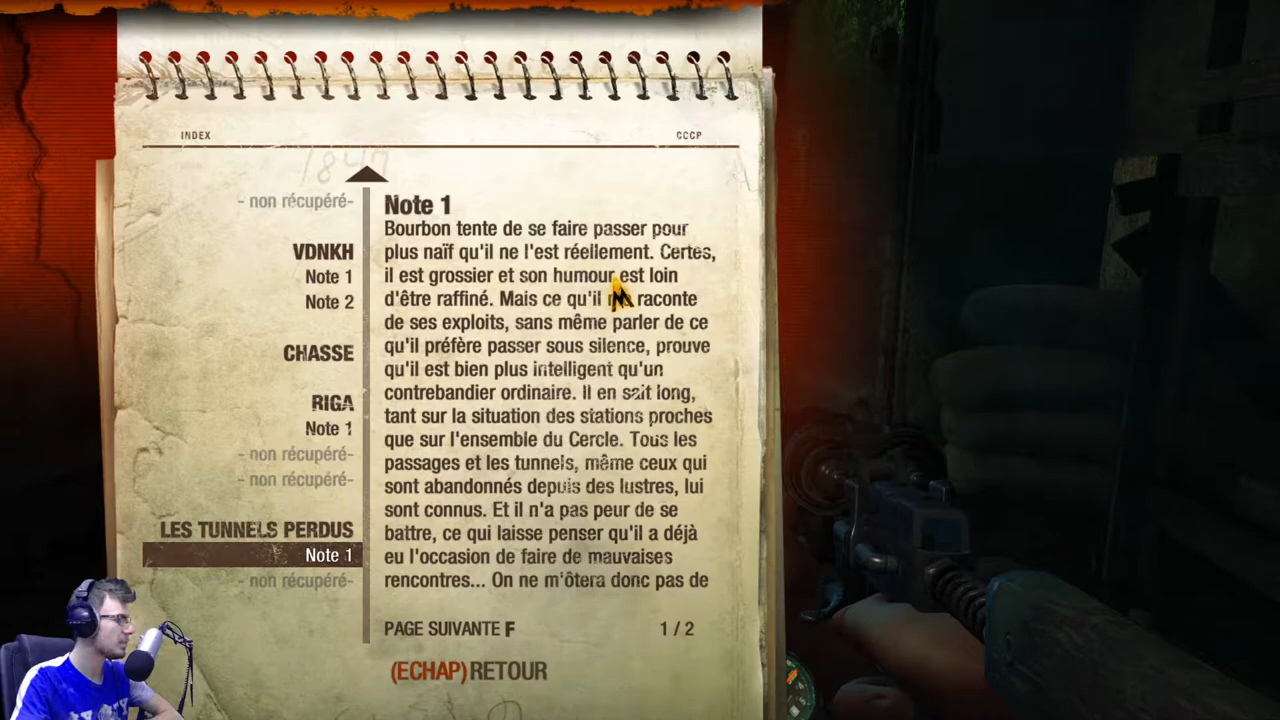 INDEX
CCCP
- non récupéré-
VDNKH
Note 1
Note 2
CHASSE
RIGA
Note 1
- non récupéré-
- non récupéré-
LES TUNNELS PERDUS
Note 1
- non récupéré-
Note 1
Bourbon tente de se faire passer pour
plus naïf qu'il ne l'est réellement. Certes,
il est grossier et son humour est loin
d'être raffiné. Mais ce qu'il raconte
de ses exploits, sans même parler de ce
qu'il préfère passer sous silence, prouve
qu'il est bien plus intelligent qu'un
contrebandier ordinaire. Il en sait long,
tant sur la situation des stations proches
que sur l'ensemble du Cercle. Tous les
passages et les tunnels, même ceux qui
sont abandonnés depuis des lustres, lui
sont connus. Et il n'a pas peur de se
battre, ce qui laisse penser qu'il a déjà
eu l'occasion de faire de mauvaises
rencontres... On ne m'ôtera donc pas de
PAGE SUIVANTE F
1 / 2
(ECHAP) RETOUR